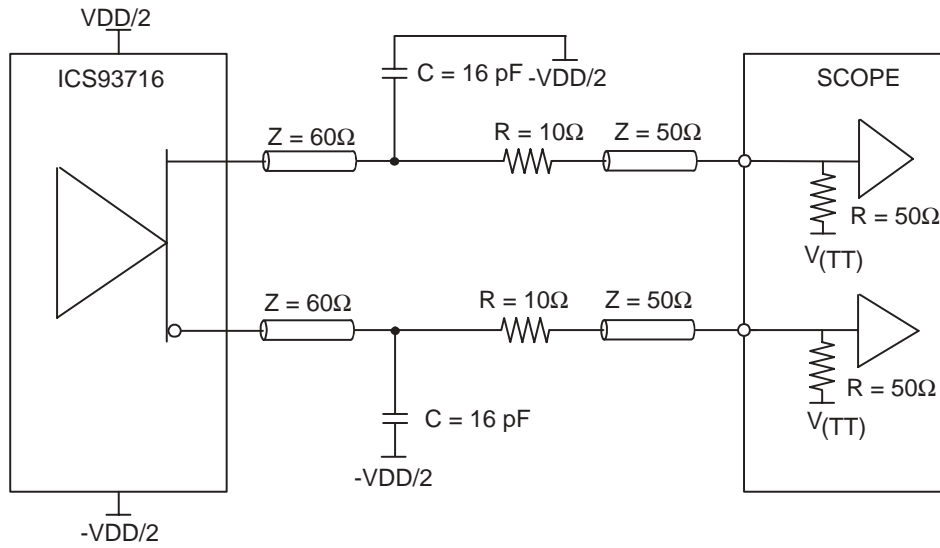 VDD/2
ICS93716
C = 16 pF
-VDD/2
SCOPE
Z = 60Ω
R = 10Ω
Z = 50Ω
R = 50Ω
V(TT)
Z = 60Ω
R = 10Ω
Z = 50Ω
R = 50Ω
V(TT)
C = 16 pF
-VDD/2
-VDD/2